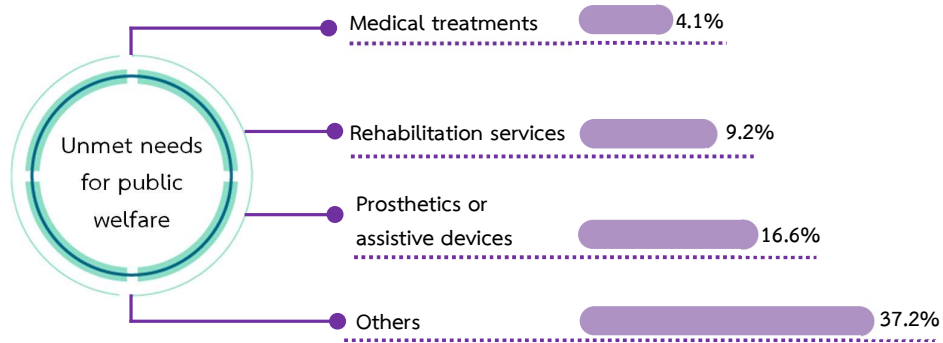 Unmet needs
for public
welfare
Medical treatments 4.1%
Rehabilitation services 9.2%
Prosthetics or
assistive devices 16.6%
Others 37.2%